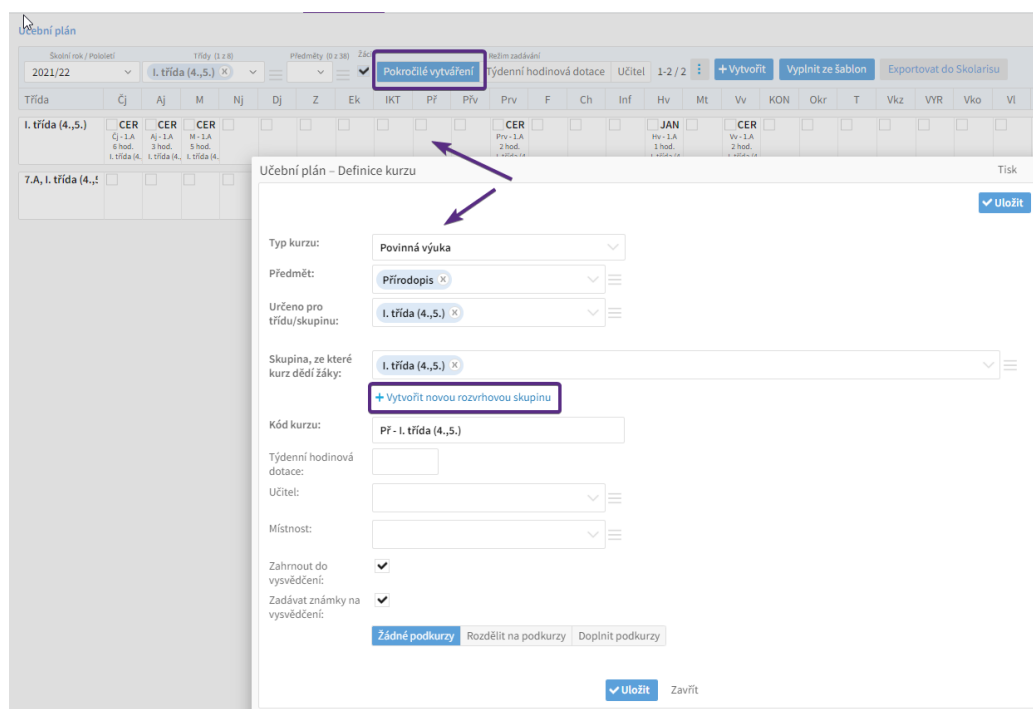 Učební plán
Školní rok / Pololetí Třídy (1 z 8) Předměty (0 z 38) Žác Režim zadávání
2021/22 I. třída (4.,5.) Pokročilé vytváření Týdenní hodinová dotace Učitel 1-2 / 2 + Vytvořit Vyplnit ze šablon Exportovat do Skolarisu
Třída Čj Aj M Nj Dj Z Ek IKT Př Přv Prv F Ch Inf Hv Mt Vv KON Okr T Vkz VYR Vko Vl
I. třída (4.,5.) CER CER CER CER JAN CER
Čj - 1.A Aj - 1.A M - 1.A Prv - 1.A Hv - 1.A Vv - 1.A
6 hod. 3 hod. 5 hod. 2 hod. 1 hod. 2 hod.
I. třída (4. I. třída (4., I. třída (4.
7.A, I. třída (4.,5
Učební plán – Definice kurzu Tisk
Uložit
Typ kurzu: Povinná výuka
Předmět: Přírodopis
Určeno pro
třídu/skupinu: I. třída (4.,5.)
Skupina, ze které
kurz dědí žáky: I. třída (4.,5.)
+ Vytvořit novou rozvrhovou skupinu
Kód kurzu: Př - I. třída (4.,5.)
Týdenní hodinová
dotace:
Učitel:
Místnost:
Zahrnout do
vysvědčení:
Zadávat známky na
vysvědčení:
Žádné podkurzy Rozdělit na podkurzy Doplnit podkurzy
Uložit Zavřít